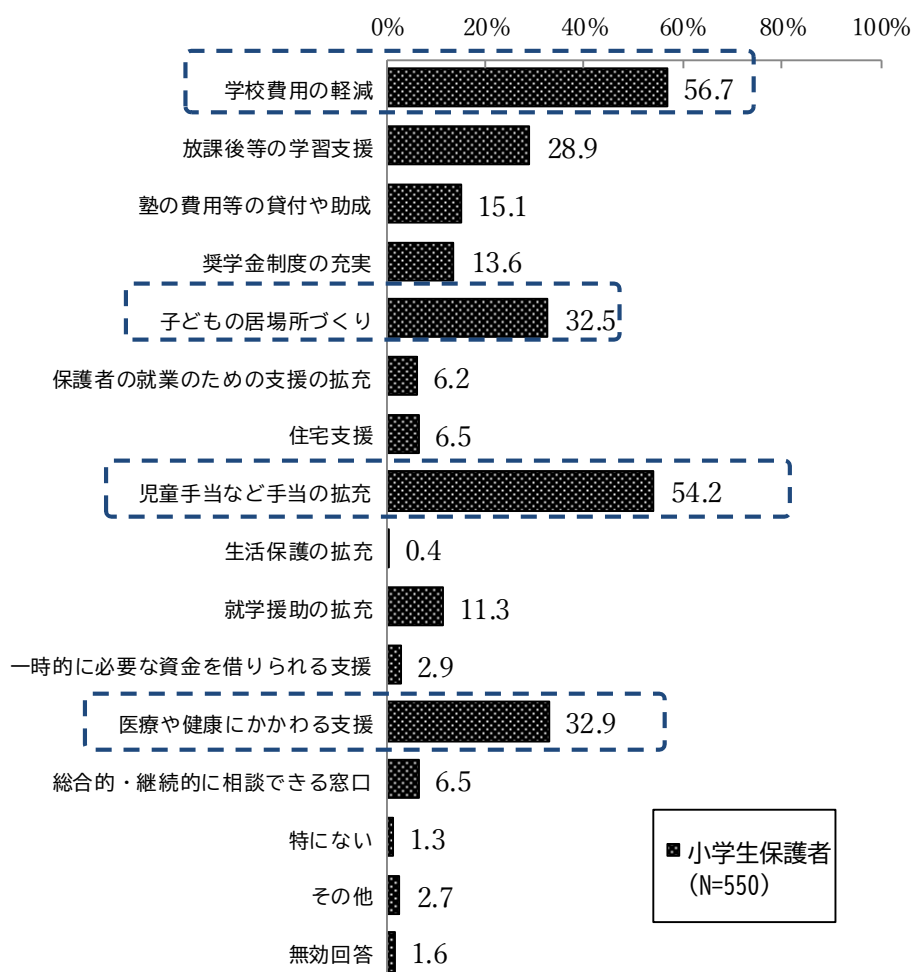 0% 20% 40% 60% 80% 100%
学校費用の軽減 56.7
放課後等の学習支援 28.9
塾の費用等の貸付や助成 15.1
奨学金制度の充実 13.6
子どもの居場所づくり 32.5
保護者の就業のための支援の拡充 6.2
住宅支援 6.5
児童手当など手当の拡充 54.2
生活保護の拡充 0.4
就学援助の拡充 11.3
一時的に必要な資金を借りられる支援 2.9
医療や健康にかかわる支援 32.9
総合的・継続的に相談できる窓口 6.5
特にない 1.3
その他 2.7
無効回答 1.6
小学生保護者
(N=550)